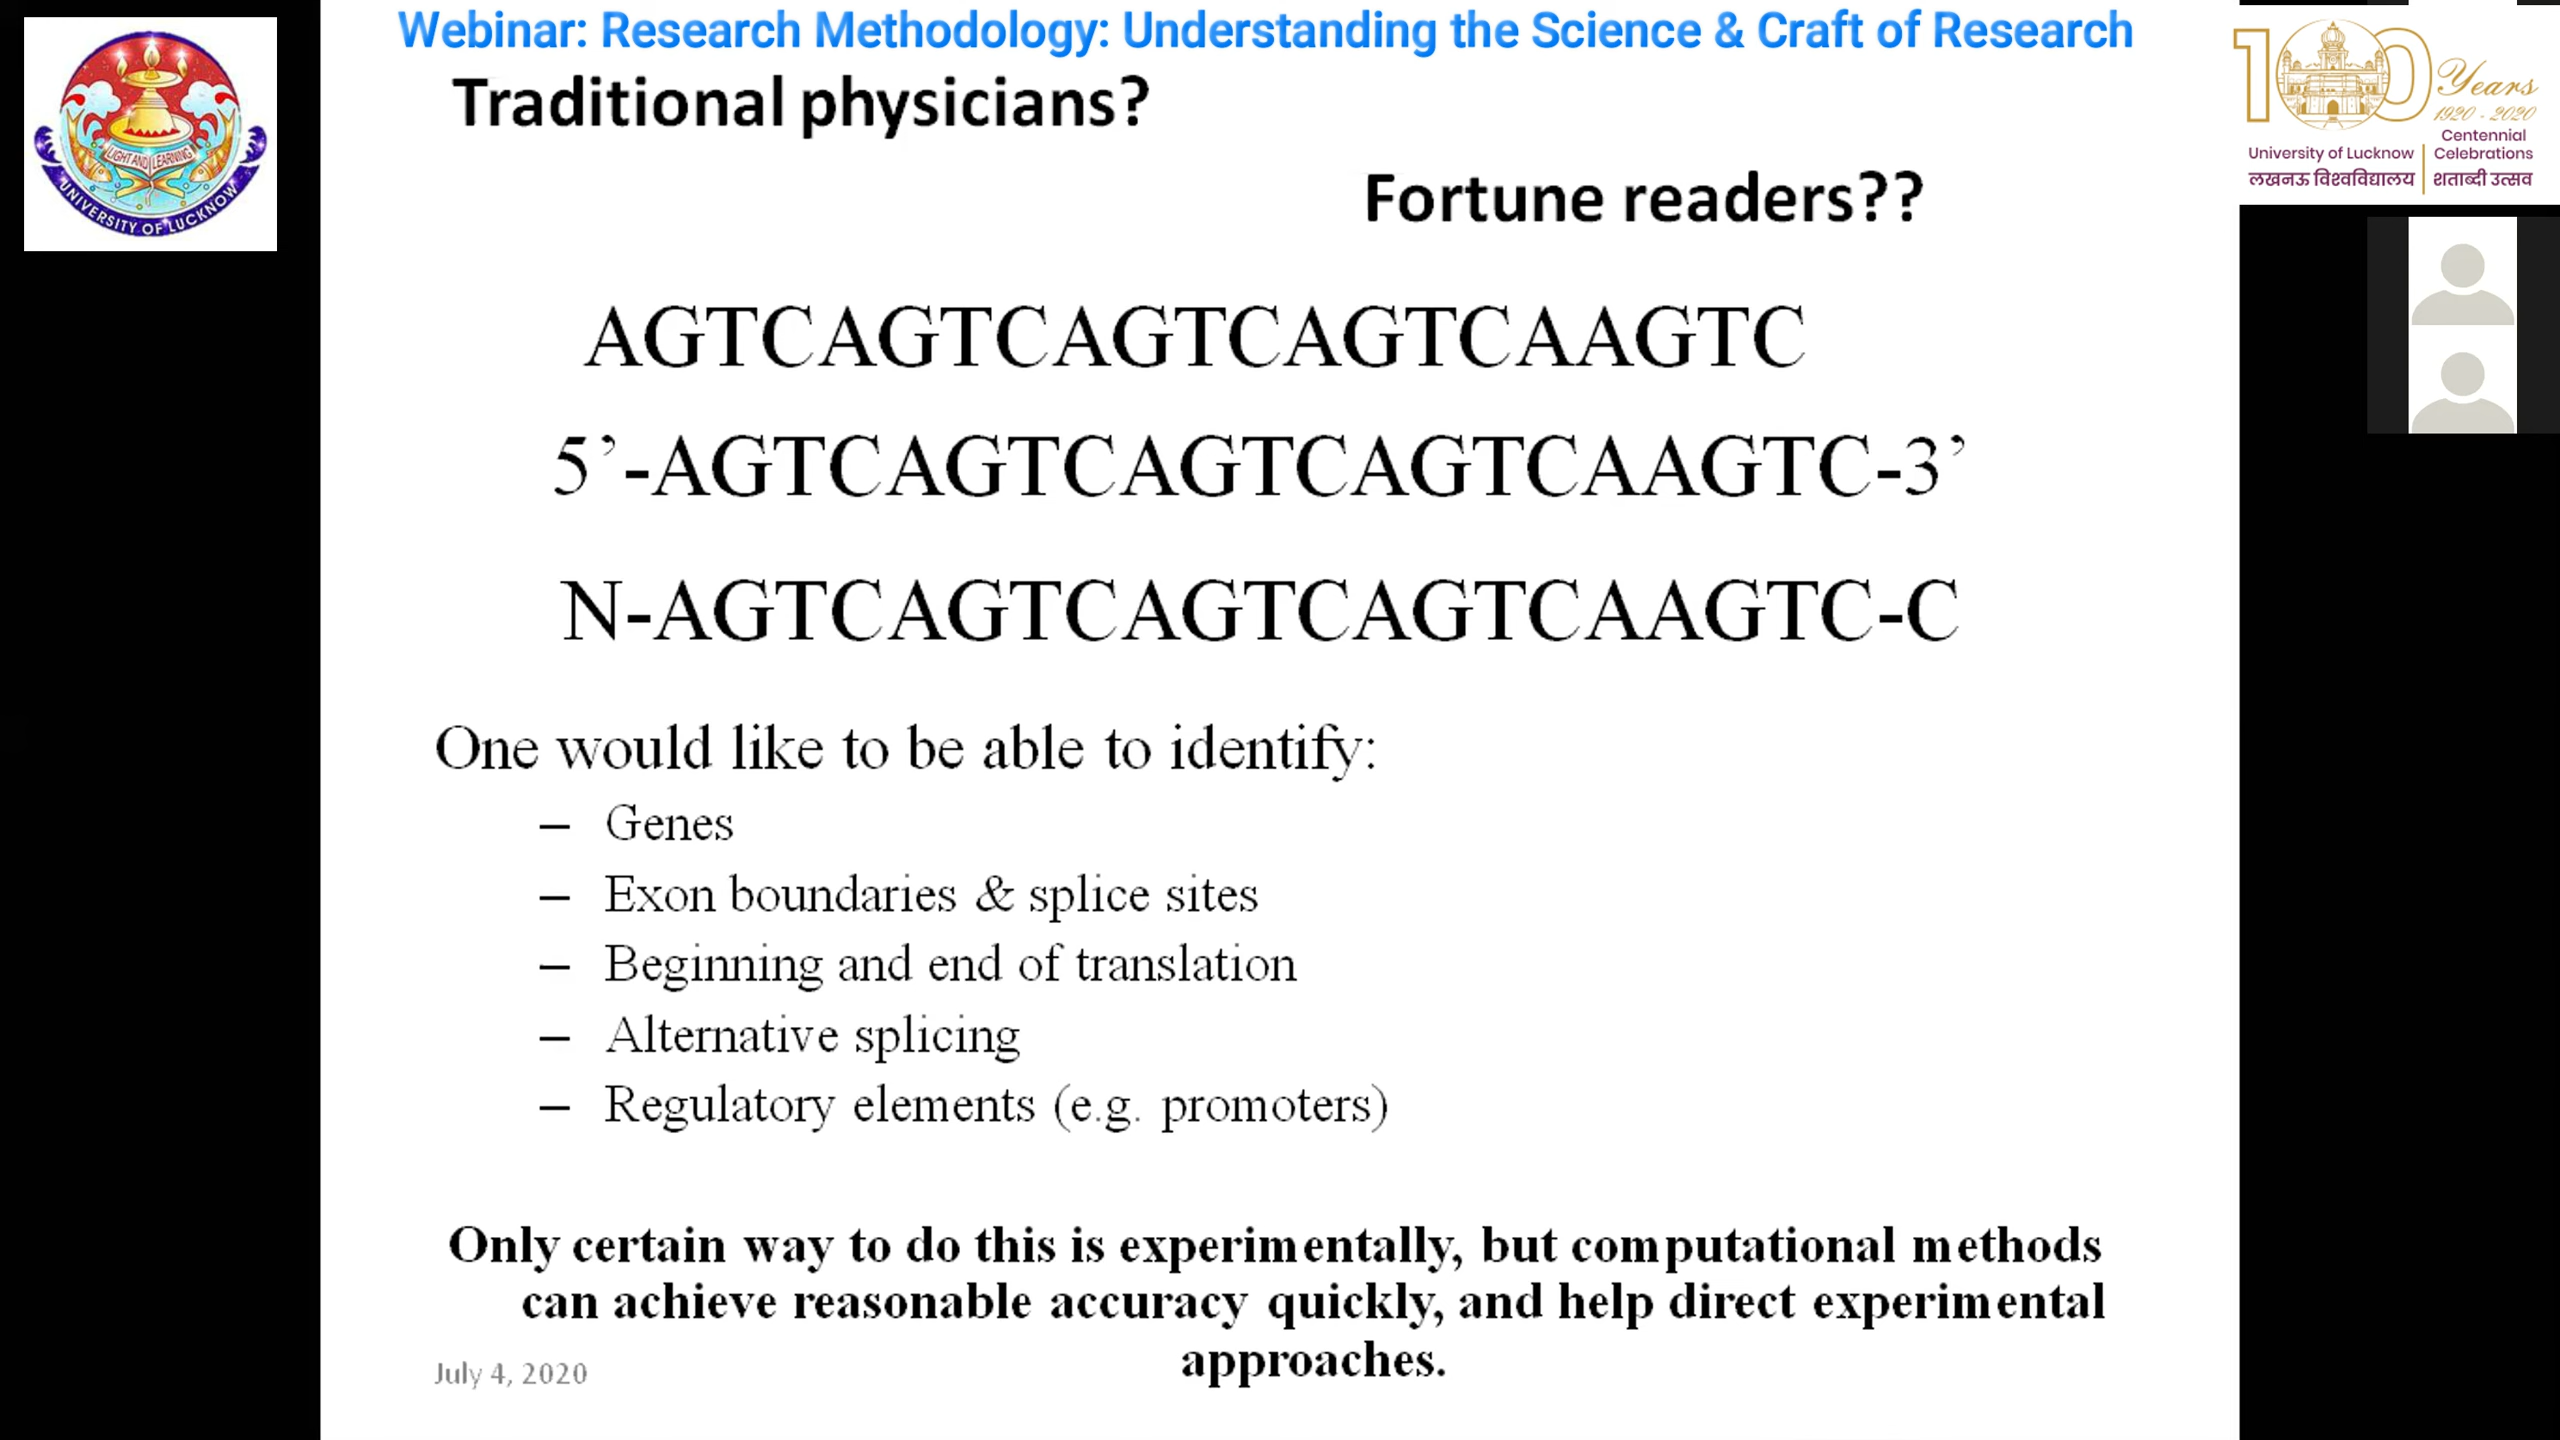 Webinar: Research Methodology: Understanding the Science & Craft of Research
Traditional physicians?
Fortune readers??
LIGHT AND LEARNING
UNIVERSITY OF LUCKNOW
100 Years
1920 - 2020
University of Lucknow
लखनऊ विश्वविद्यालय
Centennial
Celebrations
शताब्दी उत्सव
AGTCAGTCAGTCAGTCAAGTC
5’-AGTCAGTCAGTCAGTCAAGTC-3’
N-AGTCAGTCAGTCAGTCAAGTC-C
One would like to be able to identify:
– Genes
– Exon boundaries & splice sites
– Beginning and end of translation
– Alternative splicing
– Regulatory elements (e.g. promoters)
Only certain way to do this is experimentally, but computational methods
can achieve reasonable accuracy quickly, and help direct experimental
approaches.
July 4, 2020